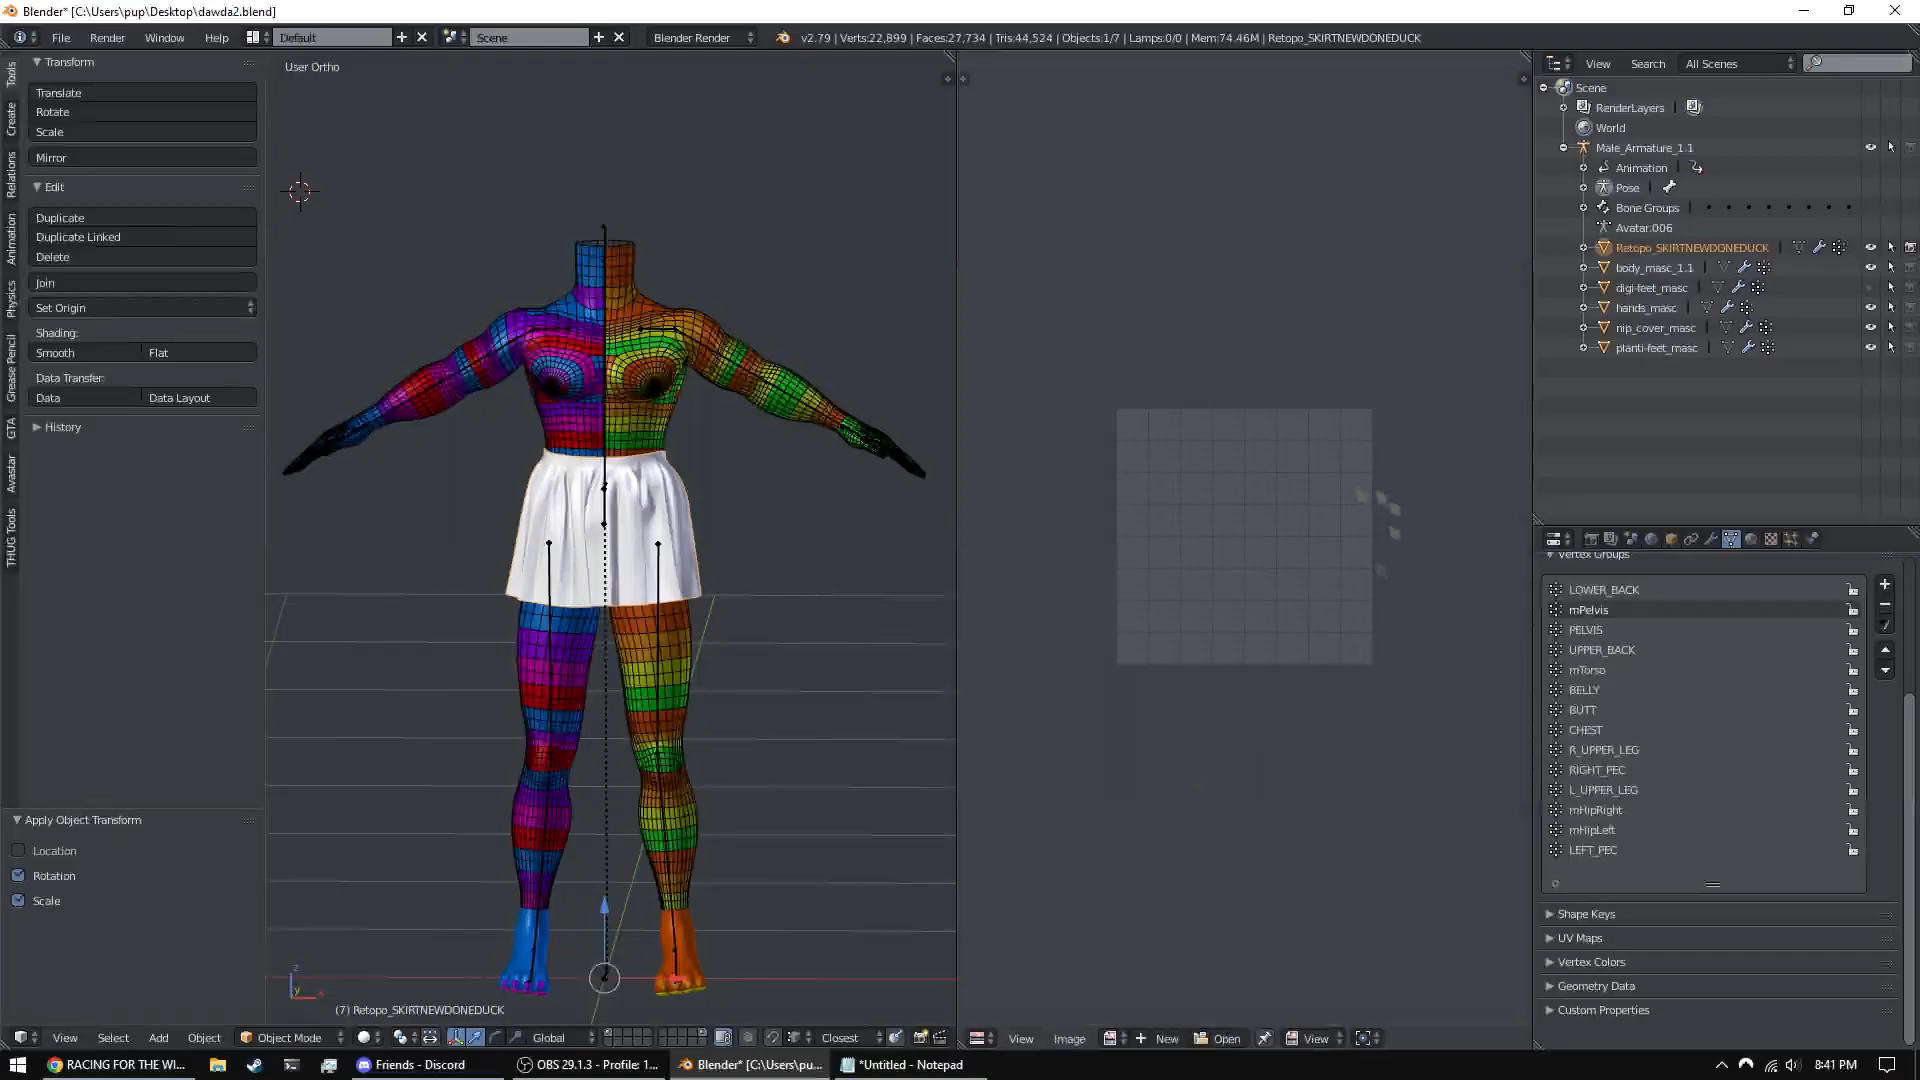 Blender* [C:\Users\pup\Desktop\dawda2.blend]
File Render Window Help Default Scene Blender Render v2.79 | Verts:22,899 | Faces:27,734 | Tris:44,524 | Objects:1/7 | Lamps:0/0 | Mem:74.46M | Retopo_SKIRTNEWDONEDUCK
Tools
Create
Relations
Animation
Physics
Grease Pencil
GTA
Avastar
THUG Tools
Transform
Translate
Rotate
Scale
Mirror
Edit
Duplicate
Duplicate Linked
Delete
Join
Set Origin
Shading:
Smooth Flat
Data Transfer:
Data Data Layout
History
Apply Object Transform
Location
Rotation
Scale
User Ortho
z
y
x
(7) Retopo_SKIRTNEWDONEDUCK
View Select Add Object Object Mode Global Closest
View Image New Open View
View Search All Scenes
Scene
RenderLayers
World
Male_Armature_1.1
Animation
Pose
Bone Groups
Avatar.006
Retopo_SKIRTNEWDONEDUCK
body_masc_1.1
digi-feet_masc
hands_masc
nip_cover_masc
planti-feet_masc
Vertex Groups
LOWER_BACK
mPelvis
PELVIS
UPPER_BACK
mTorso
BELLY
BUTT
CHEST
R_UPPER_LEG
RIGHT_PEC
L_UPPER_LEG
mHipRight
mHipLeft
LEFT_PEC
Shape Keys
UV Maps
Vertex Colors
Geometry Data
Custom Properties
RACING FOR THE WI... Friends - Discord OBS 29.1.3 - Profile: 1... Blender* [C:\Users\pu... *Untitled - Notepad 8:41 PM